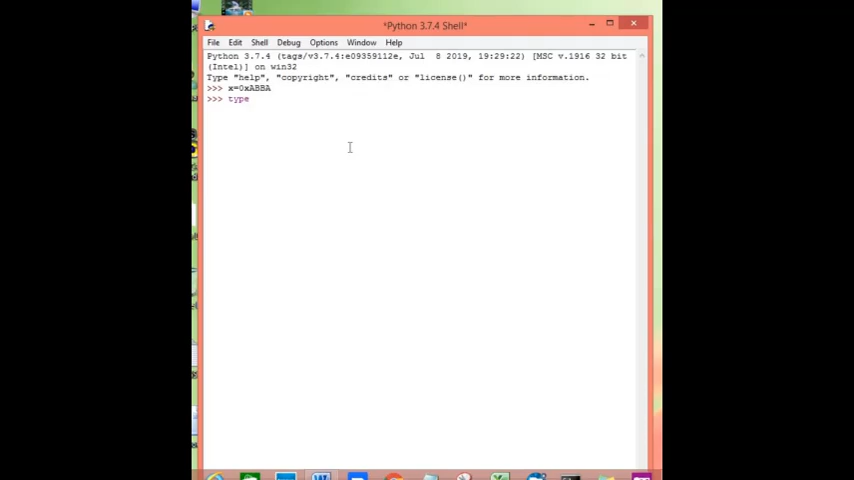 *Python 3.7.4 Shell*
File Edit Shell Debug Options Window Help
Python 3.7.4 (tags/v3.7.4:e09359112e, Jul  8 2019, 19:29:22) [MSC v.1916 32 bit
(Intel)] on win32
Type "help", "copyright", "credits" or "license()" for more information.
>>> x=0xABBA
>>> type